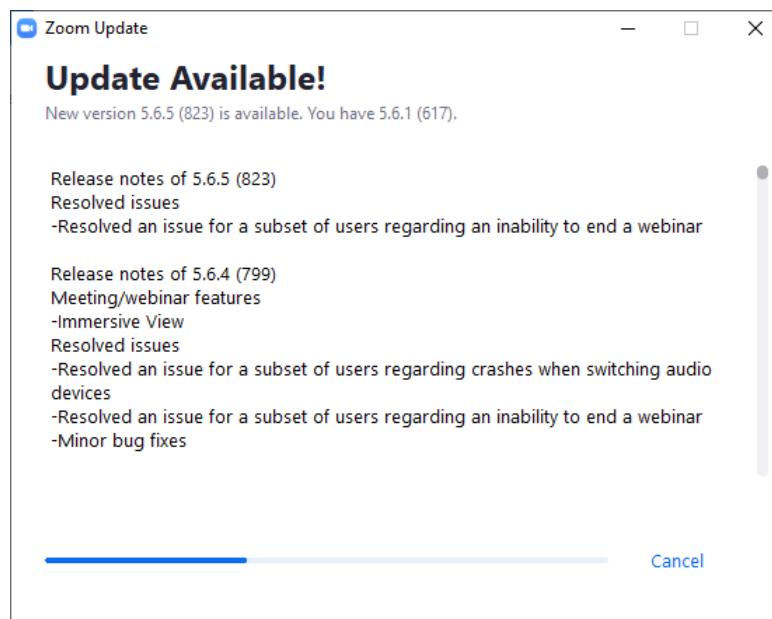 Zoom Update
Update Available!
New version 5.6.5 (823) is available. You have 5.6.1 (617).
Release notes of 5.6.5 (823)
Resolved issues
-Resolved an issue for a subset of users regarding an inability to end a webinar
Release notes of 5.6.4 (799)
Meeting/webinar features
-Immersive View
Resolved issues
-Resolved an issue for a subset of users regarding crashes when switching audio
devices
-Resolved an issue for a subset of users regarding an inability to end a webinar
-Minor bug fixes
Cancel